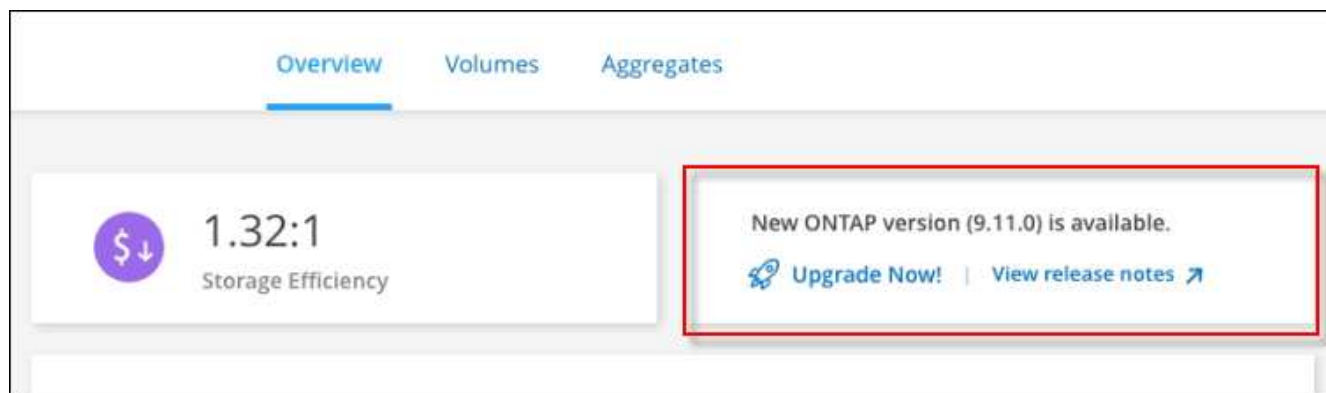 Overview Volumes Aggregates
1.32:1
Storage Efficiency
New ONTAP version (9.11.0) is available.
Upgrade Now! | View release notes